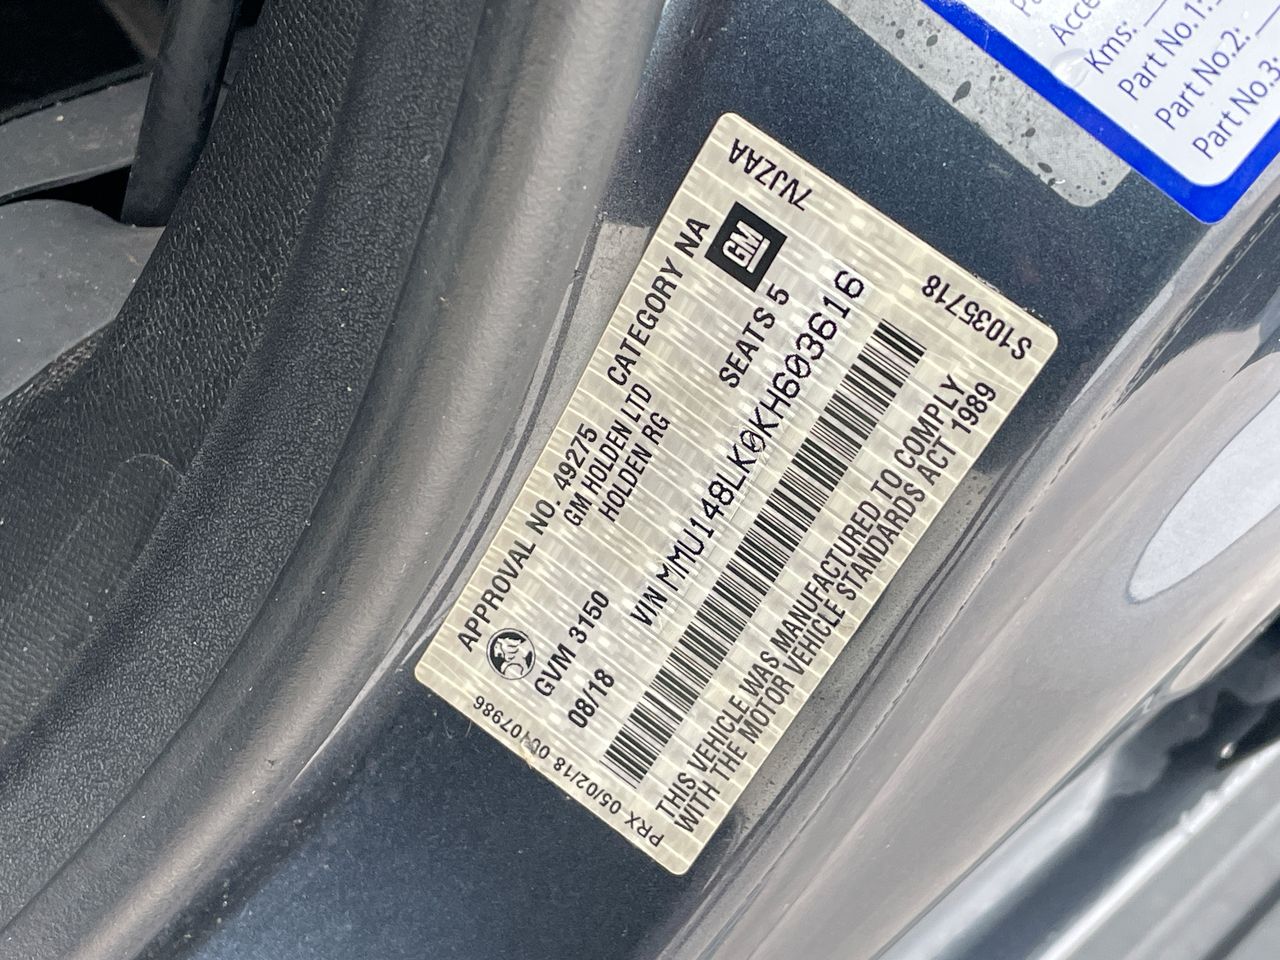 APPROVAL NO. 49275 CATEGORY NA
GM HOLDEN LTD
HOLDEN RG
GM
GVM 3150 SEATS 5
08/18
VIN MMU148LK0KH603616
THIS VEHICLE WAS MANUFACTURED TO COMPLY
WITH THE MOTOR VEHICLE STANDARDS ACT 1989
7VJZAA
S1035718
PRX 05/02/18
Kms:
Part No.1:
Part No.2:
Part No.3: